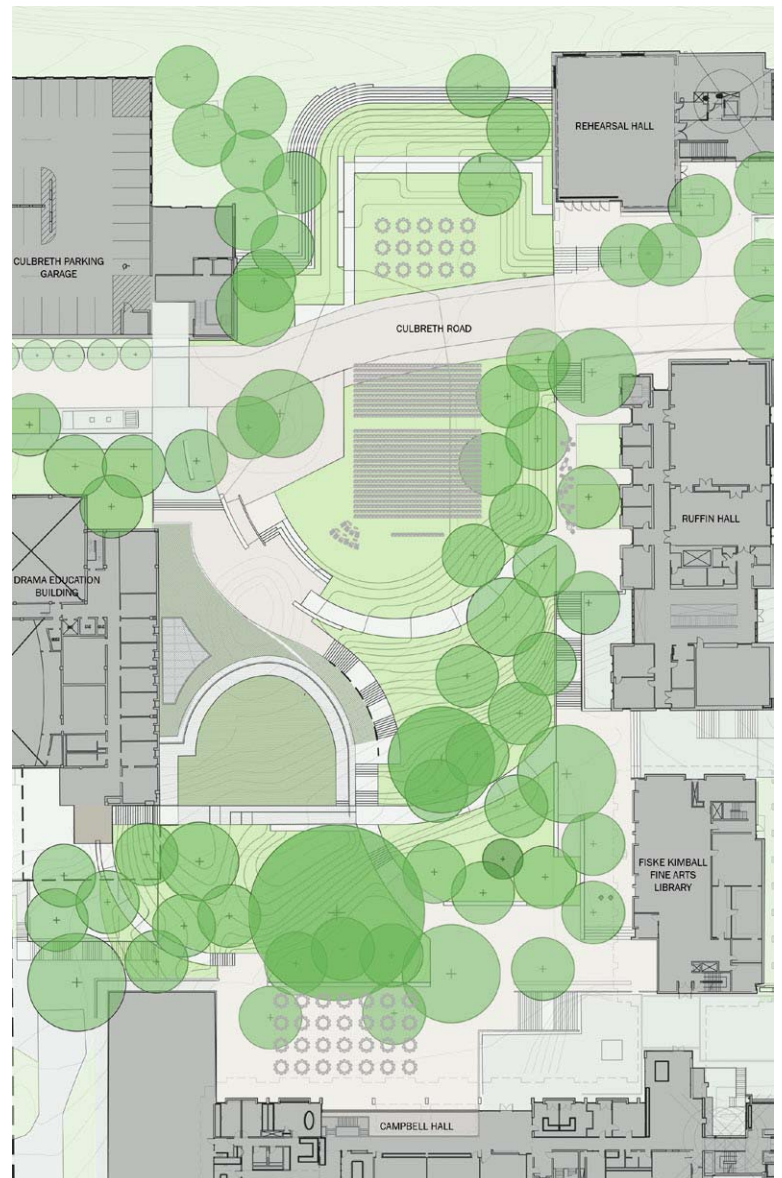 REHEARSAL HALL
CULBRETH PARKING
GARAGE
CULBRETH ROAD
RUFFIN HALL
DRAMA EDUCATION
BUILDING
FISKE KIMBALL
FINE ARTS
LIBRARY
CAMPBELL HALL